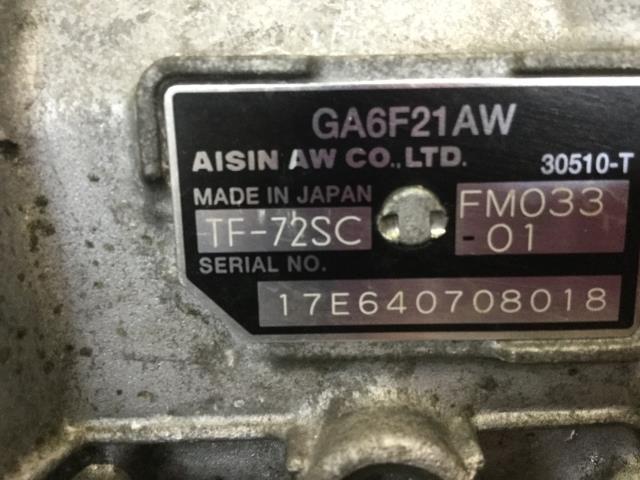 GA6F21AW
AISIN AW CO.,LTD.
30510-T
MADE IN JAPAN
FM033
TF-72SC
-01
SERIAL NO.
17E640708018